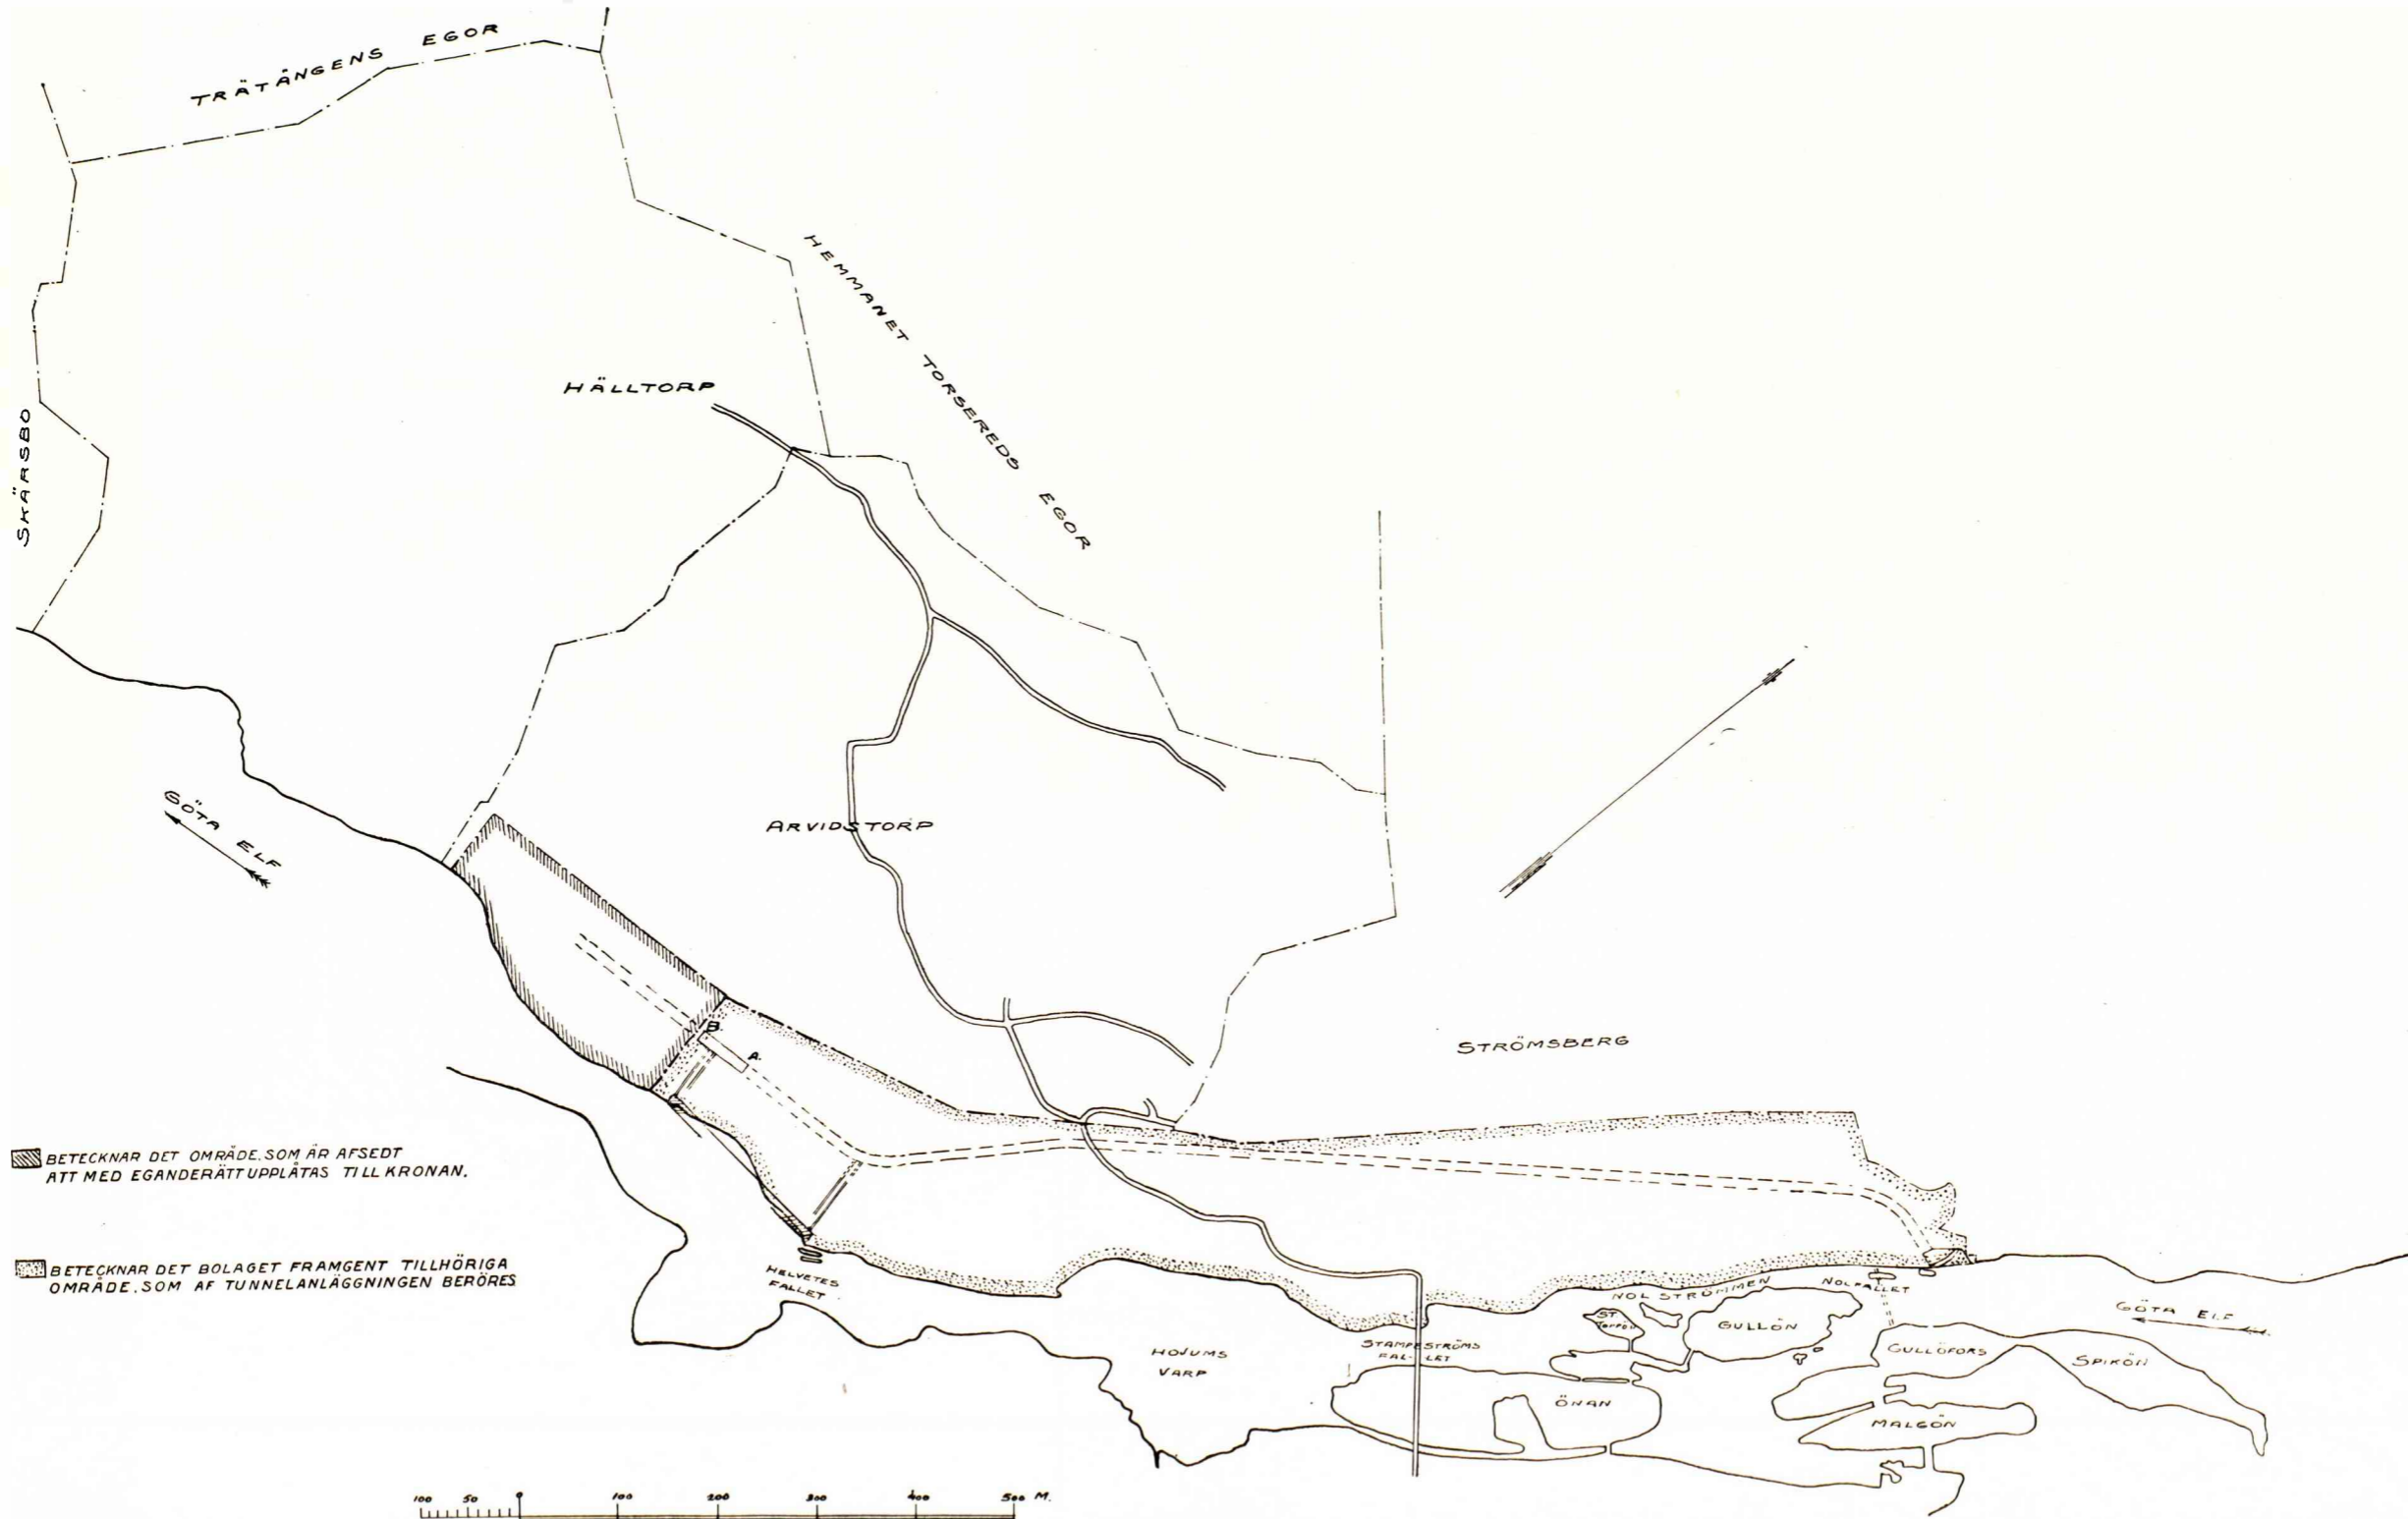 TRÄTÄNGENS EGOR
HEMMANET TORSEREDS EGOR
HÄLLTORP
SKÄRSBO
GÖTA ELF
ARVIDSTORP
STRÖMSBERG
B.
A.
BETECKNAR DET OMRÅDE, SOM ÄR AFSEDT
ATT MED EGANDERÄTT UPPLÅTAS TILL KRONAN.
BETECKNAR DET BOLAGET FRAMGENT TILLHÖRIGA
OMRÅDE, SOM AF TUNNELANLÄGGNINGEN BERÖRES
HELVETES
FALLET
HOJUMS
VARP
STAMPESTRÖMS
FALLET
NOL STRÖMMEN
NOLFALLET
ST
TOPPÖN
GULLÖN
GÖTA ELF
GULLÖFORS
SPIKÖN
ÖNAN
MALGÖN
100 50 0 100 200 300 400 500 M.